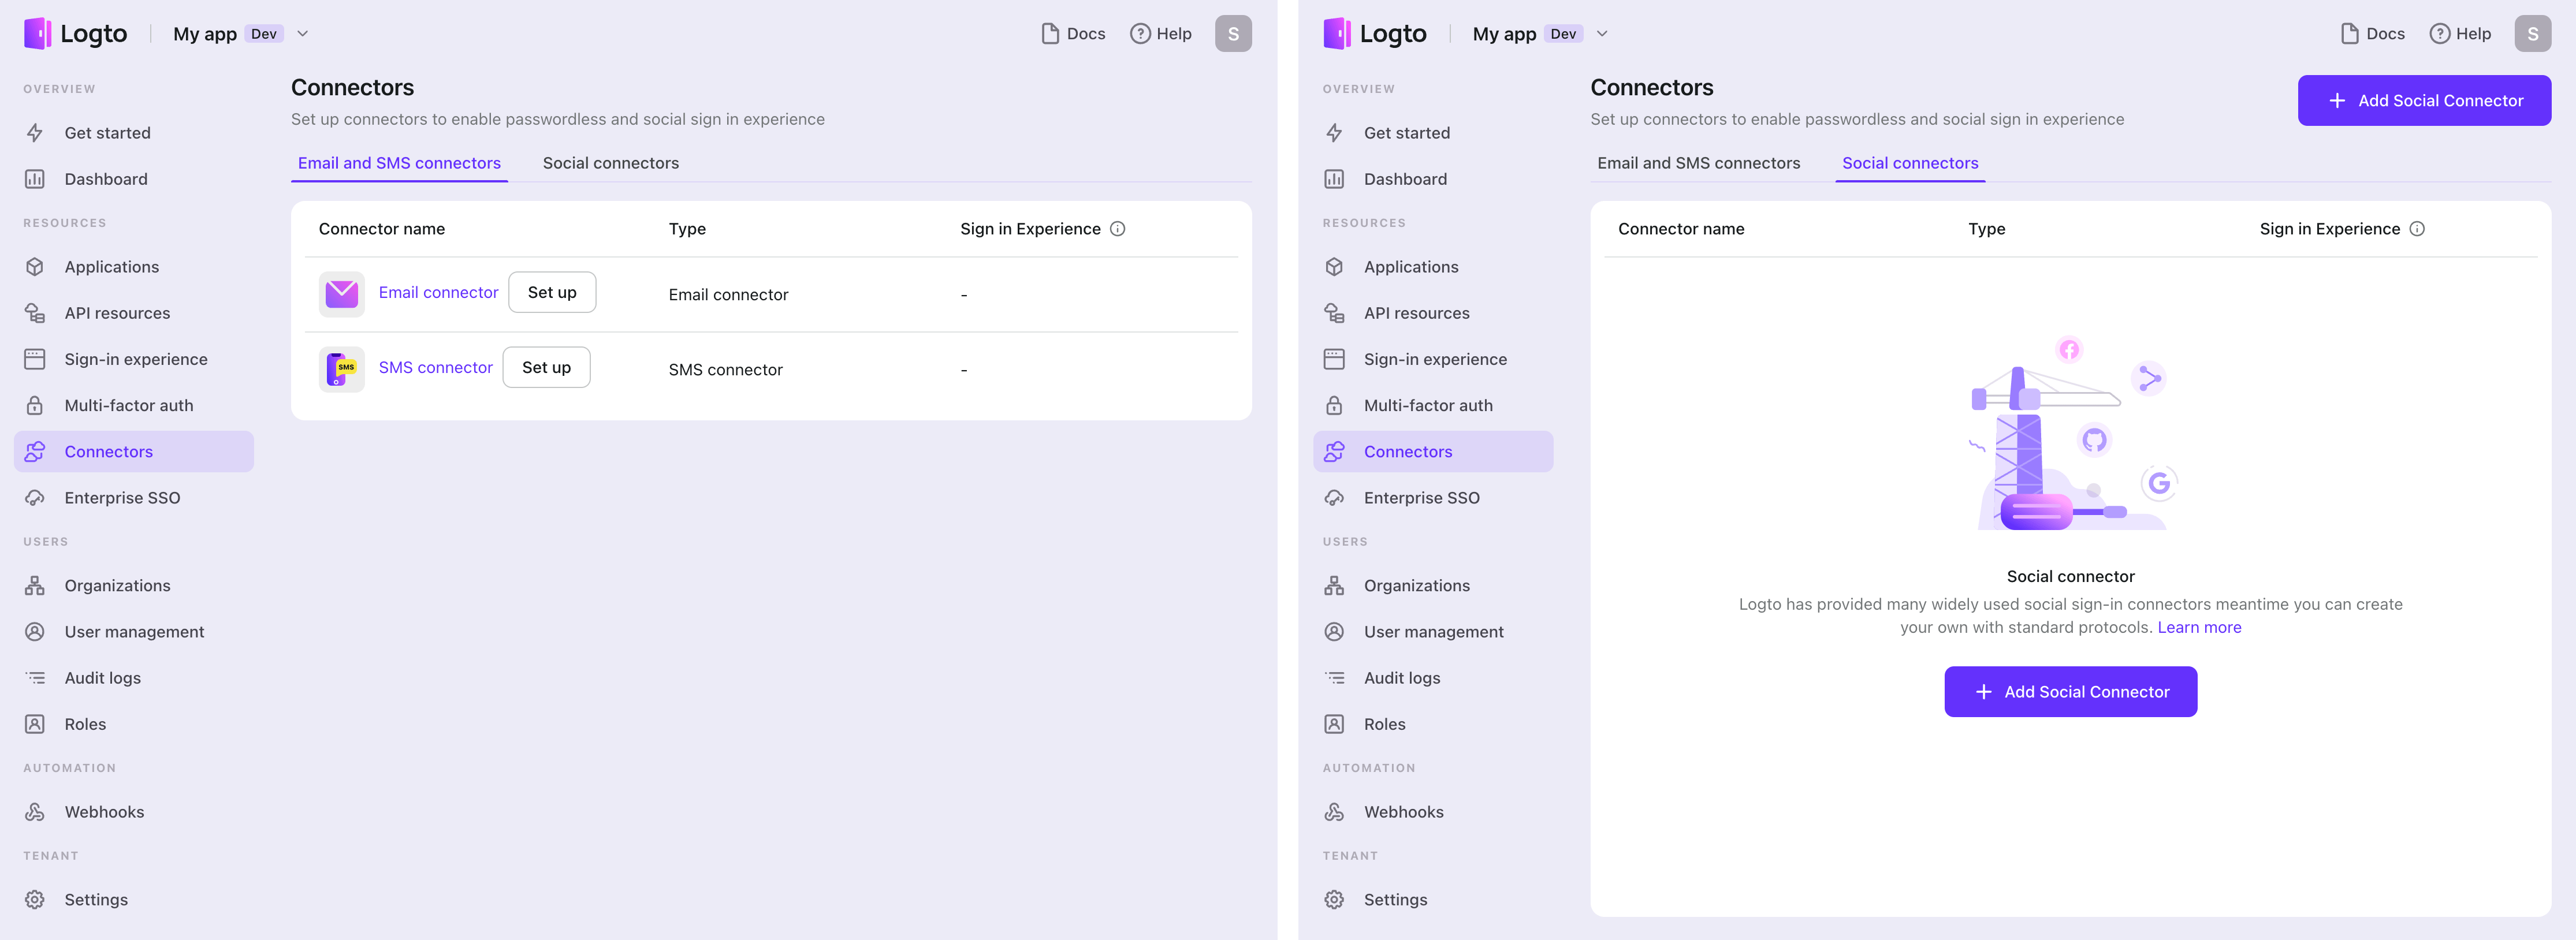 Logto
My app Dev
Docs
Help
S
OVERVIEW
Get started
Dashboard
RESOURCES
Applications
API resources
Sign-in experience
Multi-factor auth
Connectors
Enterprise SSO
USERS
Organizations
User management
Audit logs
Roles
AUTOMATION
Webhooks
TENANT
Settings
Connectors
Set up connectors to enable passwordless and social sign in experience
Email and SMS connectors Social connectors
Connector name Type Sign in Experience
Email connector Set up Email connector -
SMS
SMS connector Set up SMS connector -
Logto
My app Dev
Docs
Help
S
OVERVIEW
Get started
Dashboard
RESOURCES
Applications
API resources
Sign-in experience
Multi-factor auth
Connectors
Enterprise SSO
USERS
Organizations
User management
Audit logs
Roles
AUTOMATION
Webhooks
TENANT
Settings
Connectors
Set up connectors to enable passwordless and social sign in experience
Add Social Connector
Email and SMS connectors Social connectors
Connector name Type Sign in Experience
G
Social connector
Logto has provided many widely used social sign-in connectors meantime you can create
your own with standard protocols. Learn more
Add Social Connector